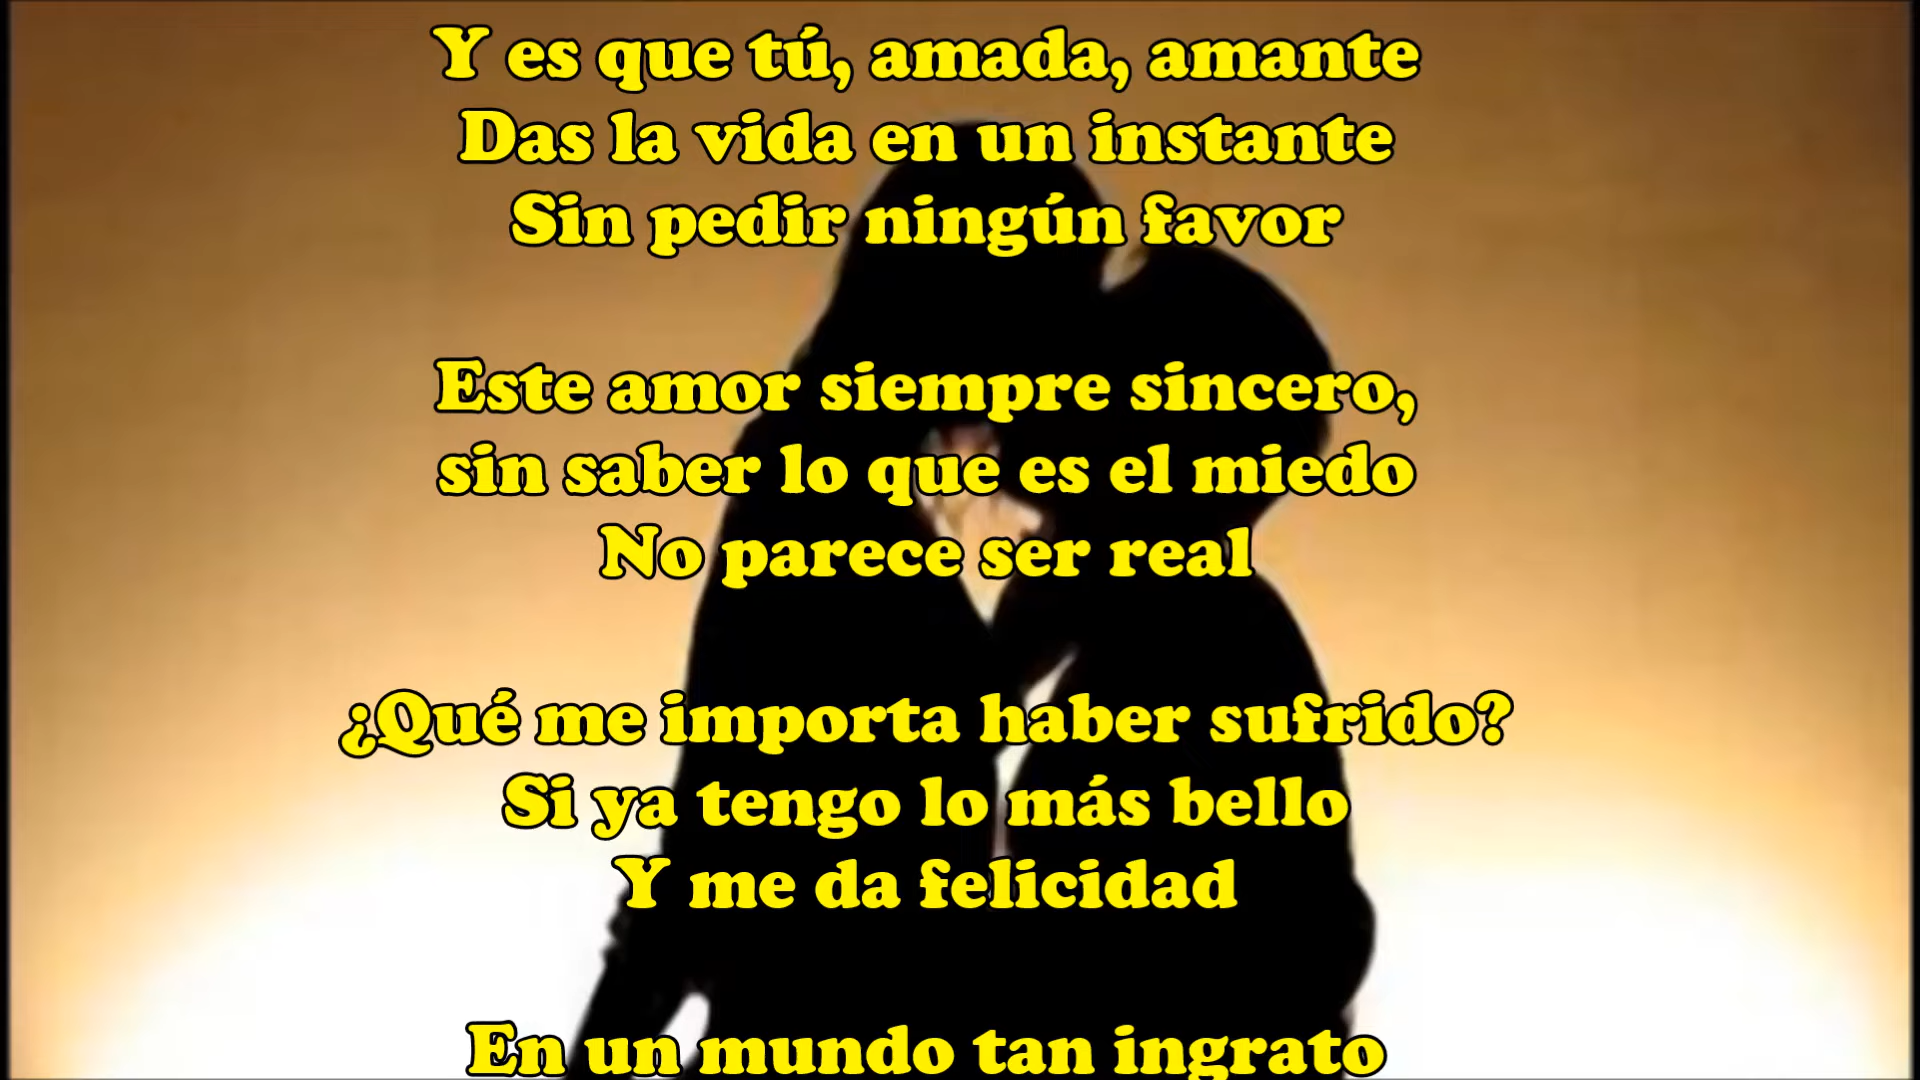 Y es que tú, amada, amante
Das la vida en un instante
Sin pedir ningún favor
Este amor siempre sincero,
sin saber lo que es el miedo
No parece ser real
¿Qué me importa haber sufrido?
Si ya tengo lo más bello
Y me da felicidad
En un mundo tan ingrato